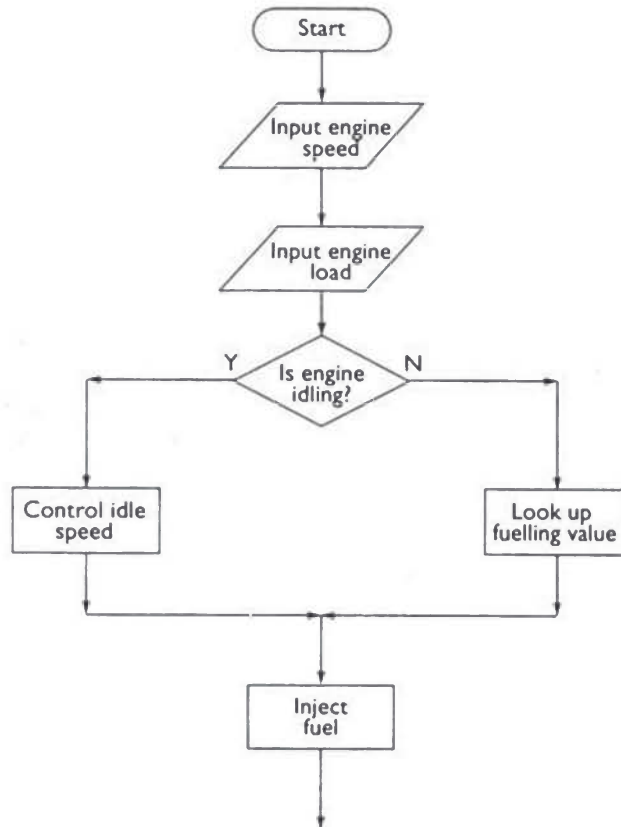 Start
Input engine
speed
Input engine
load
Y
N
Is engine
idling?
Control idle
speed
Look up
fuelling value
Inject
fuel